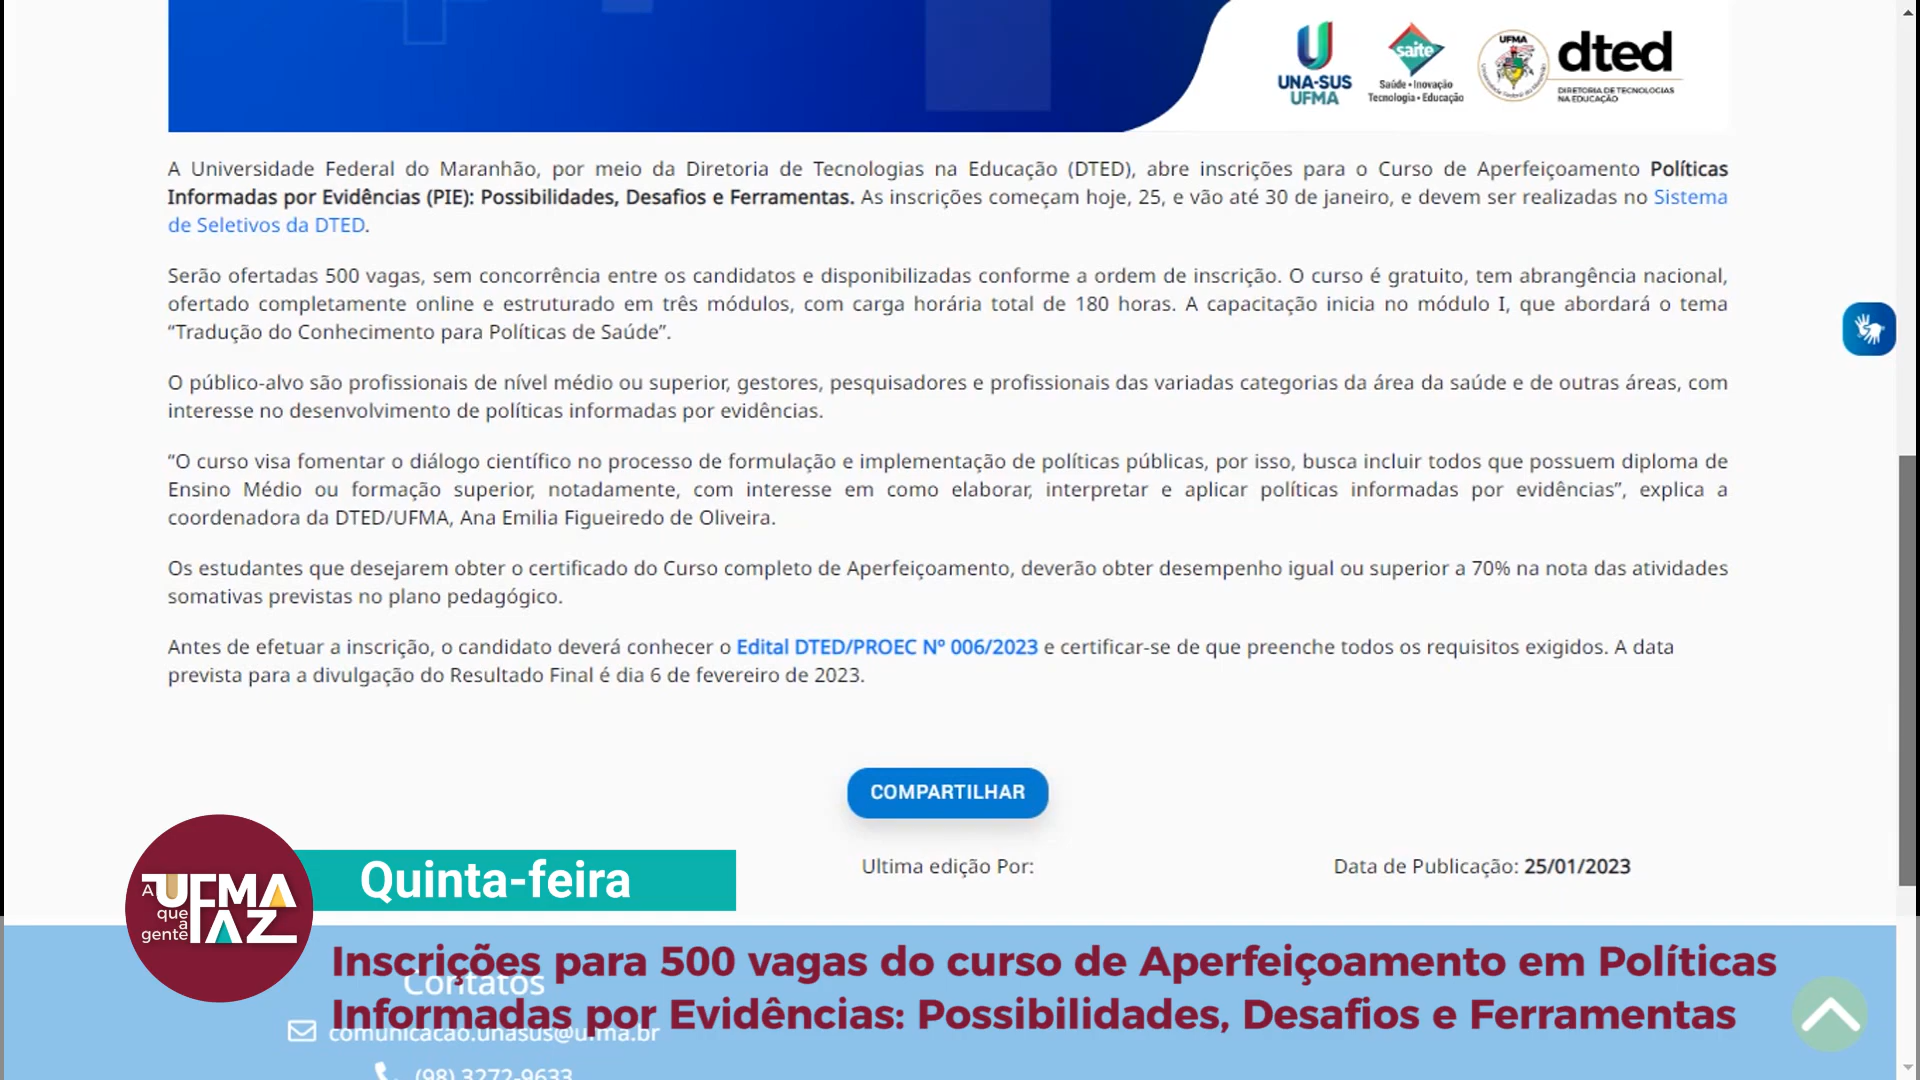 UNA-SUS
UFMA
saite
Saúde • Inovação
Tecnologia • Educação
UFMA
dted
DIRETORIA DE TECNOLOGIAS
NA EDUCAÇÃO
A Universidade Federal do Maranhão, por meio da Diretoria de Tecnologias na Educação (DTED), abre inscrições para o Curso de Aperfeiçoamento Políticas
Informadas por Evidências (PIE): Possibilidades, Desafios e Ferramentas. As inscrições começam hoje, 25, e vão até 30 de janeiro, e devem ser realizadas no Sistema
de Seletivos da DTED.
Serão ofertadas 500 vagas, sem concorrência entre os candidatos e disponibilizadas conforme a ordem de inscrição. O curso é gratuito, tem abrangência nacional,
ofertado completamente online e estruturado em três módulos, com carga horária total de 180 horas. A capacitação inicia no módulo I, que abordará o tema
“Tradução do Conhecimento para Políticas de Saúde”.
O público-alvo são profissionais de nível médio ou superior, gestores, pesquisadores e profissionais das variadas categorias da área da saúde e de outras áreas, com
interesse no desenvolvimento de políticas informadas por evidências.
“O curso visa fomentar o diálogo científico no processo de formulação e implementação de políticas públicas, por isso, busca incluir todos que possuem diploma de
Ensino Médio ou formação superior, notadamente, com interesse em como elaborar, interpretar e aplicar políticas informadas por evidências”, explica a
coordenadora da DTED/UFMA, Ana Emilia Figueiredo de Oliveira.
Os estudantes que desejarem obter o certificado do Curso completo de Aperfeiçoamento, deverão obter desempenho igual ou superior a 70% na nota das atividades
somativas previstas no plano pedagógico.
Antes de efetuar a inscrição, o candidato deverá conhecer o Edital DTED/PROEC Nº 006/2023 e certificar-se de que preenche todos os requisitos exigidos. A data
prevista para a divulgação do Resultado Final é dia 6 de fevereiro de 2023.
COMPARTILHAR
Ultima edição Por:
Data de Publicação: 25/01/2023
A UFMA
que a
gente FAZ
Quinta-feira
Inscrições para 500 vagas do curso de Aperfeiçoamento em Políticas
Informadas por Evidências: Possibilidades, Desafios e Ferramentas
Contatos
comunicacao.unasus@ufma.br
(98) 3272-9633